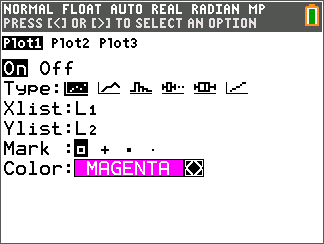 NORMAL FLOAT AUTO REAL RADIAN MP
PRESS [<] OR [>] TO SELECT AN OPTION
Plot1 Plot2 Plot3
On Off
Type:
Xlist:L1
Ylist:L2
Mark :
Color: MAGENTA